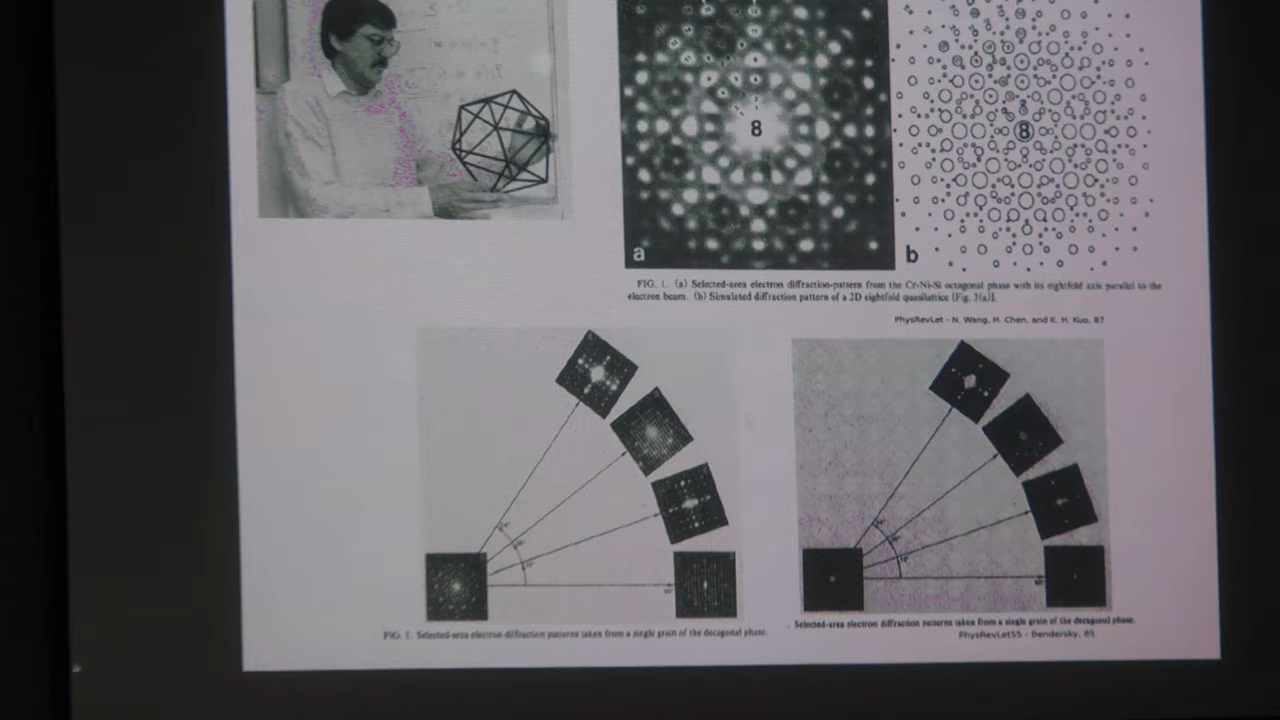 8
8
a
b
FIG. 1. (a) Selected-area electron diffraction-pattern from the Cr-Ni-Si octagonal phase with its eightfold axis parallel to the
electron beam. (b) Simulated diffraction pattern of a 2D eightfold quasilattice [Fig. 3(a)].
PhysRevLet - N. Wang, H. Chen, and K. H. Kuo, 87
FIG. 1. Selected-area electron diffraction patterns taken from a single grain of the decagonal phase.
. Selected-area electron diffraction patterns taken from a single grain of the decagonal phase.
PhysRevLet55 - Bendersky, 85